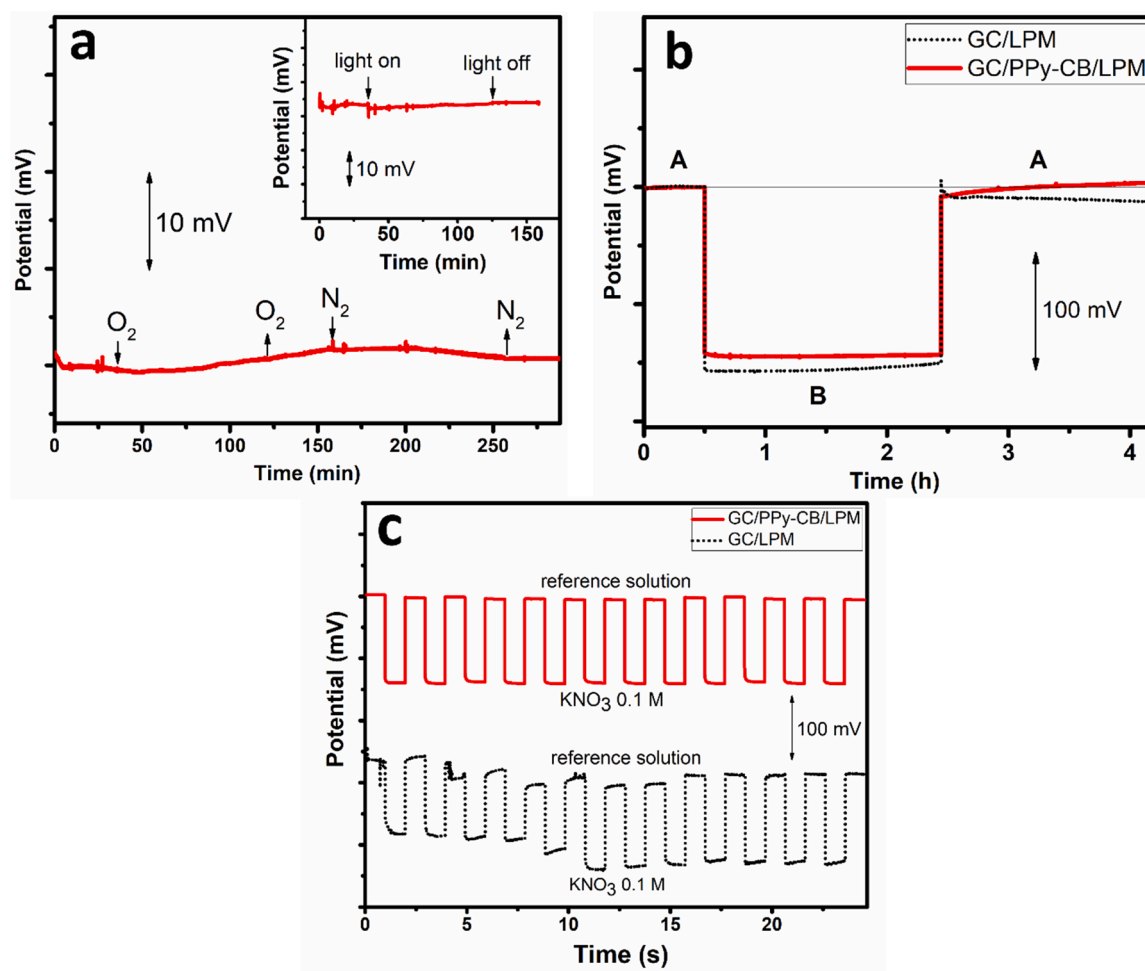 a
Potential (mV)
10 mV
O2
O2
N2
N2
0 50 100 150 200 250
Time (min)
light on
light off
Potential (mV)
10 mV
0 50 100 150
Time (min)
b
GC/LPM
GC/PPy-CB/LPM
Potential (mV)
A
A
100 mV
B
0 1 2 3 4
Time (h)
c
GC/PPy-CB/LPM
GC/LPM
Potential (mV)
reference solution
KNO3 0.1 M
100 mV
reference solution
KNO3 0.1 M
0 5 10 15 20
Time (s)